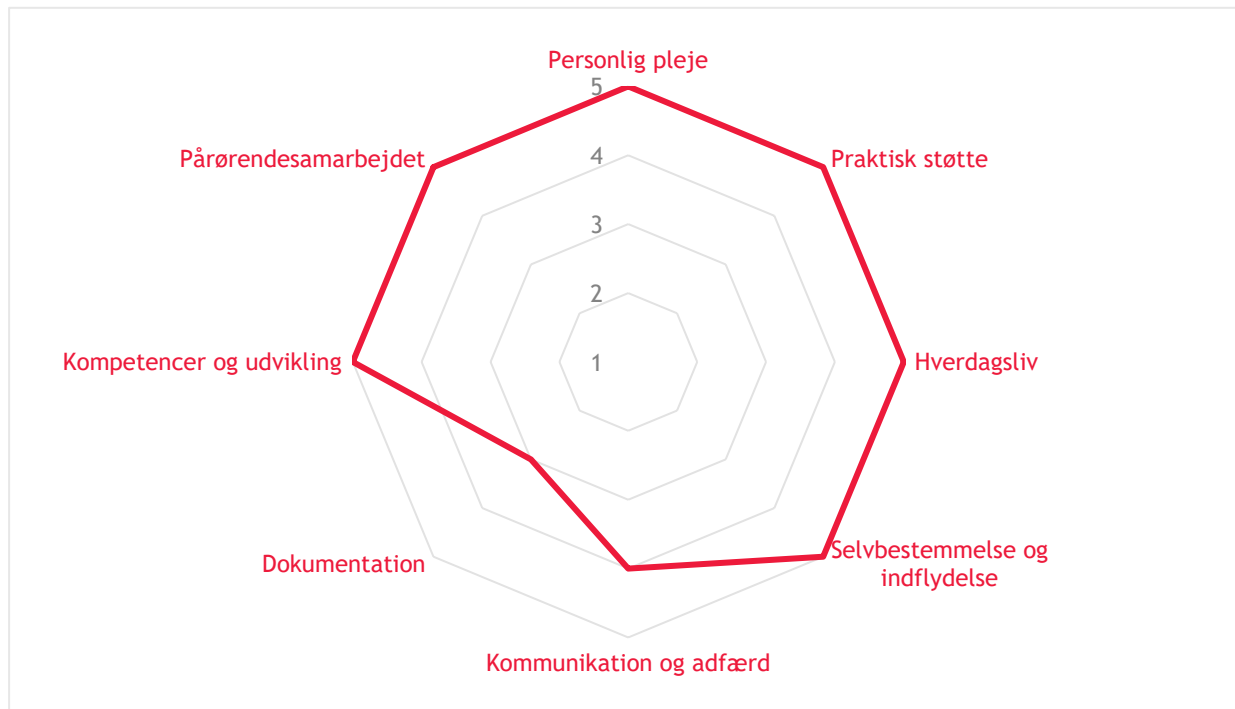 Personlig pleje
5
Pårørendesamarbejdet
4
Praktisk støtte
3
2
Kompetencer og udvikling
1
Hverdagsliv
Dokumentation
Selvbestemmelse og
indflydelse
Kommunikation og adfærd